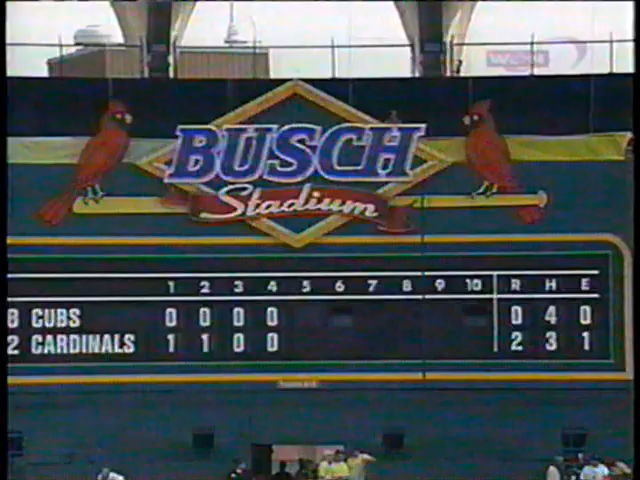 WGN
BUSCH
Stadium
1 2 3 4 5 6 7 8 9 10 R H E
8 CUBS 0 0 0 0 0 4 0
2 CARDINALS 1 1 0 0 2 3 1